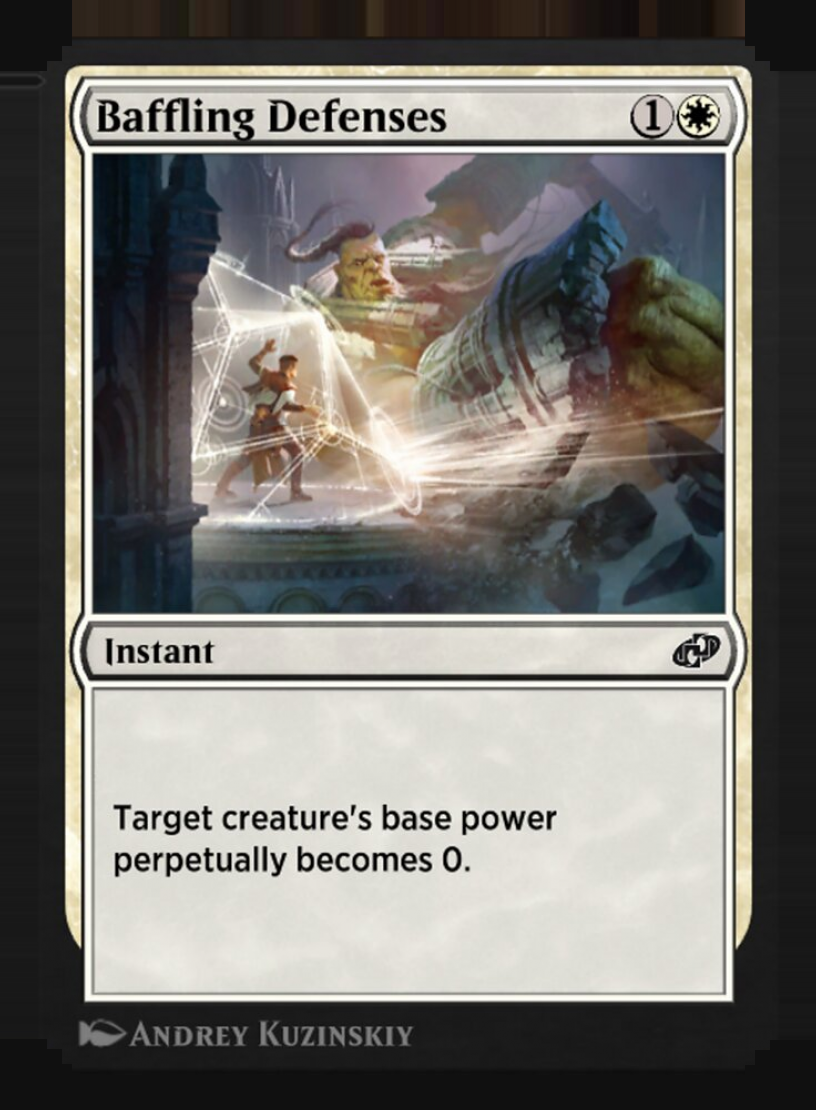 Baffling Defenses 1
Instant
Target creature's base power
perpetually becomes 0.
Andrey Kuzinskiy